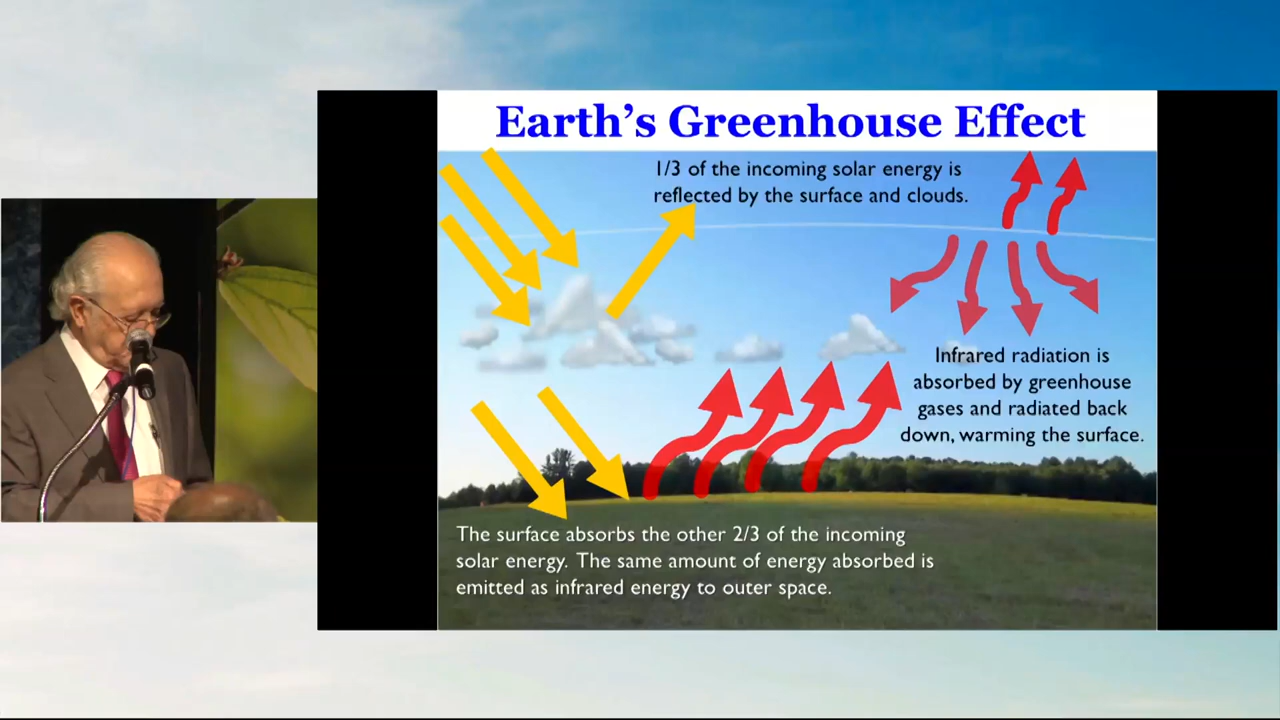 Earth's Greenhouse Effect
1/3 of the incoming solar energy is
reflected by the surface and clouds.
Infrared radiation is
absorbed by greenhouse
gases and radiated back
down, warming the surface.
The surface absorbs the other 2/3 of the incoming
solar energy. The same amount of energy absorbed is
emitted as infrared energy to outer space.